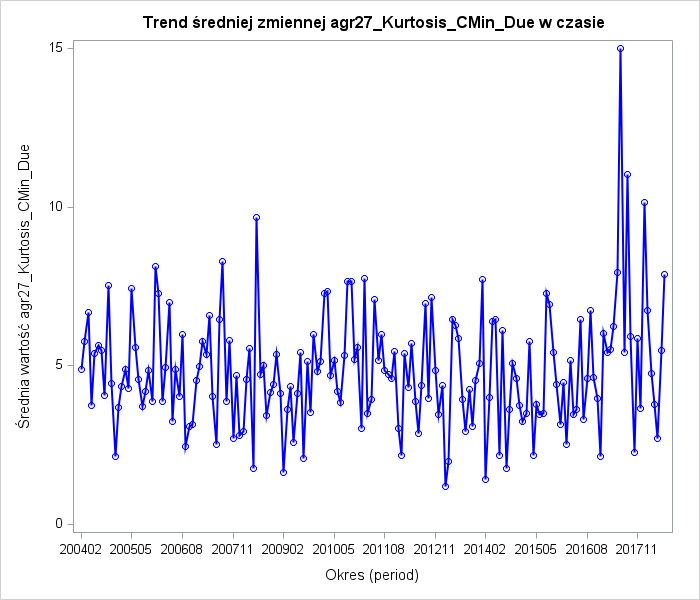 Trend średniej zmiennej agr27_Kurtosis_CMin_Due w czasie
Średnia wartość agr27_Kurtosis_CMin_Due
15
10
5
0
200402 200505 200608 200711 200902 201005 201108 201211 201402 201505 201608 201711
Okres (period)